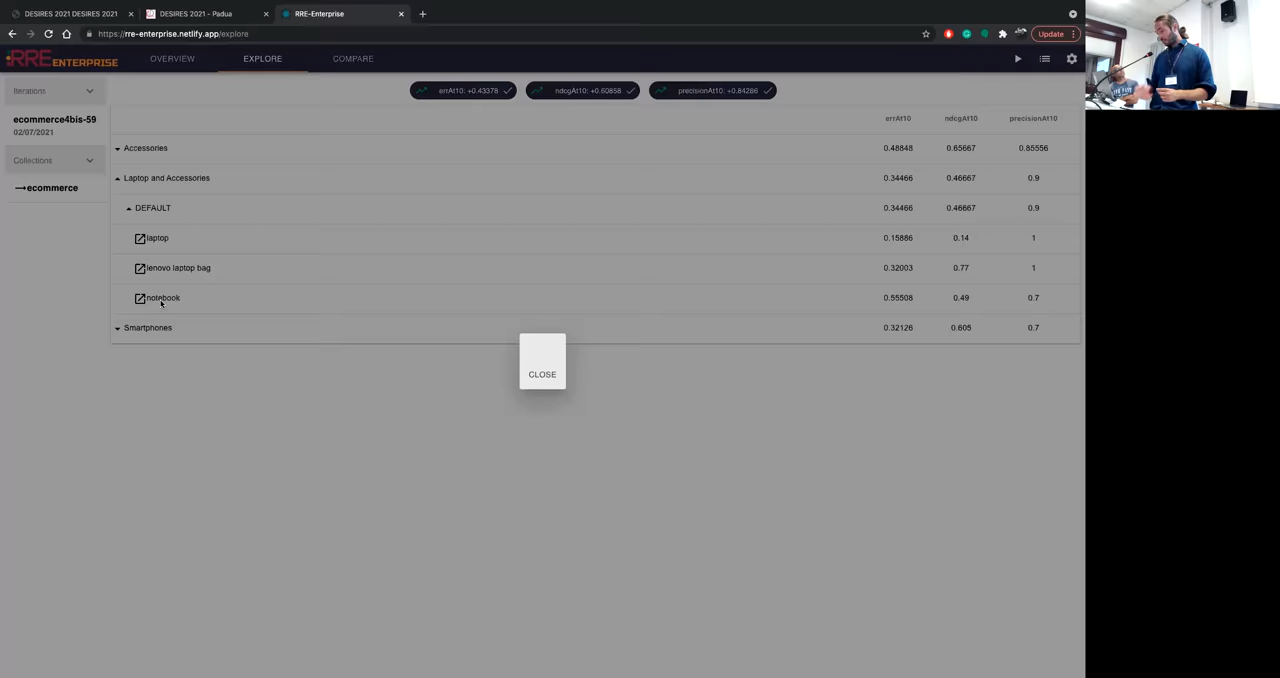 DESIRES 2021 DESIRES 2021
DESIRES 2021 - Padua
RRE-Enterprise
https://rre-enterprise.netlify.app/explore
Update
RRE ENTERPRISE
OVERVIEW
EXPLORE
COMPARE
Iterations
errAt10: +0.43378
ndcgAt10: +0.60858
precisionAt10: +0.84286
ecommerce4bis-59
02/07/2021
errAt10
ndcgAt10
precisionAt10
Accessories 0.48848 0.65667 0.85556
Collections
Laptop and Accessories 0.34466 0.46667 0.9
→ecommerce
DEFAULT 0.34466 0.46667 0.9
laptop 0.15886 0.14 1
lenovo laptop bag 0.32003 0.77 1
notebook 0.55508 0.49 0.7
Smartphones 0.32126 0.605 0.7
CLOSE